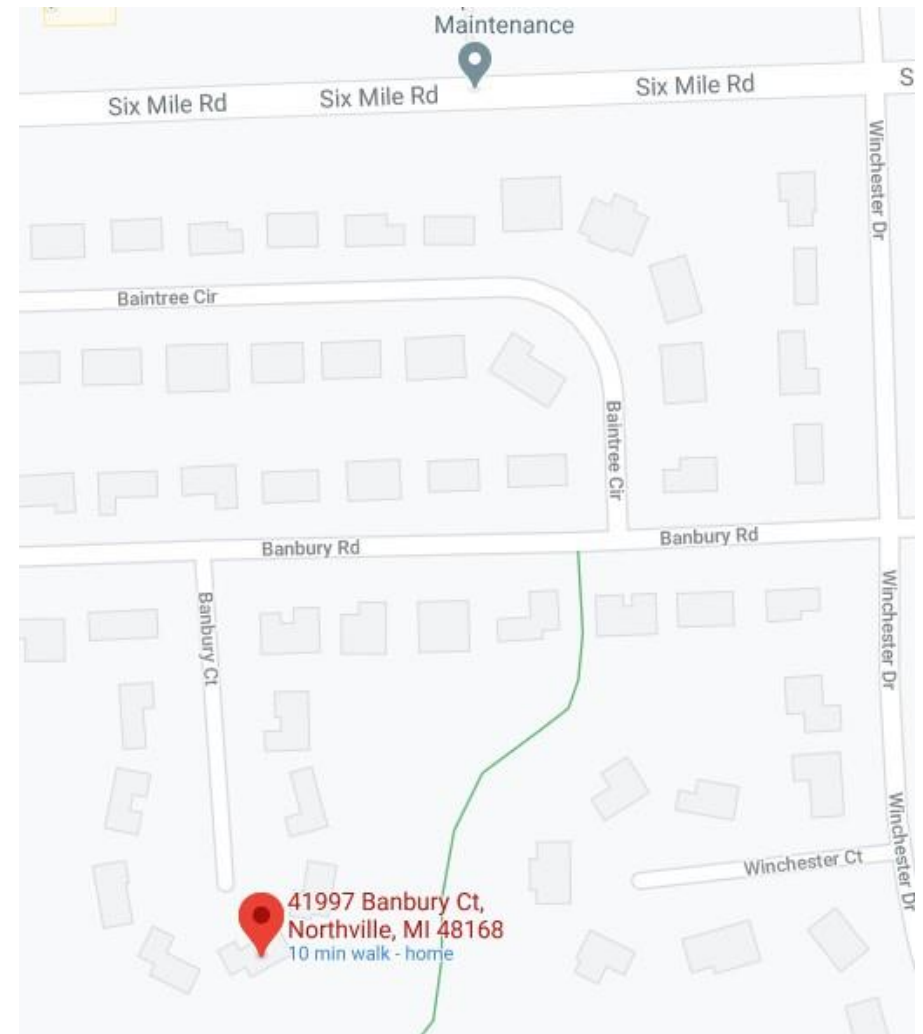 Maintenance
Six Mile Rd
Six Mile Rd
Six Mile Rd
S
Winchester Dr
Baintree Cir
Baintree Cir
Banbury Rd
Banbury Rd
Banbury Ct
Winchester Dr
Winchester Dr
Winchester Ct
41997 Banbury Ct,
Northville, MI 48168
10 min walk - home